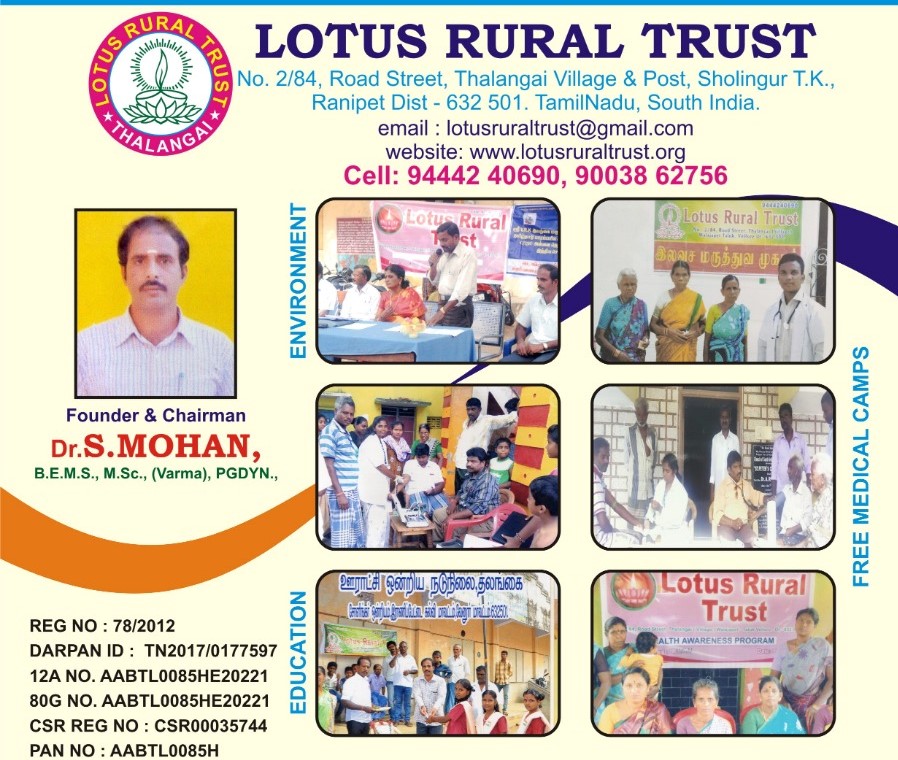 LOTUS RURAL TRUST
★ THALANGAI ★
LOTUS RURAL TRUST
No. 2/84, Road Street, Thalangai Village & Post, Sholingur T.K.,
Ranipet Dist - 632 501. TamilNadu, South India.
email : lotusruraltrust@gmail.com
website: www.lotusruraltrust.org
Cell: 94442 40690, 90038 62756
Founder & Chairman
Dr.S.MOHAN,
B.E.M.S., M.Sc., (Varma), PGDYN.,
REG NO : 78/2012
DARPAN ID : TN2017/0177597
12A NO. AABTL0085HE20221
80G NO. AABTL0085HE20221
CSR REG NO : CSR00035744
PAN NO : AABTL0085H
ENVIRONMENT
Lotus Rural
Trust
9444240690
Lotus Rural Trust
இலவச மருத்துவ முகாம்
FREE MEDICAL CAMPS
EDUCATION
ஊராட்சி ஒன்றிய நடுநிலை, தலங்கை
Lotus Rural
Trust
HEALTH AWARENESS PROGRAM